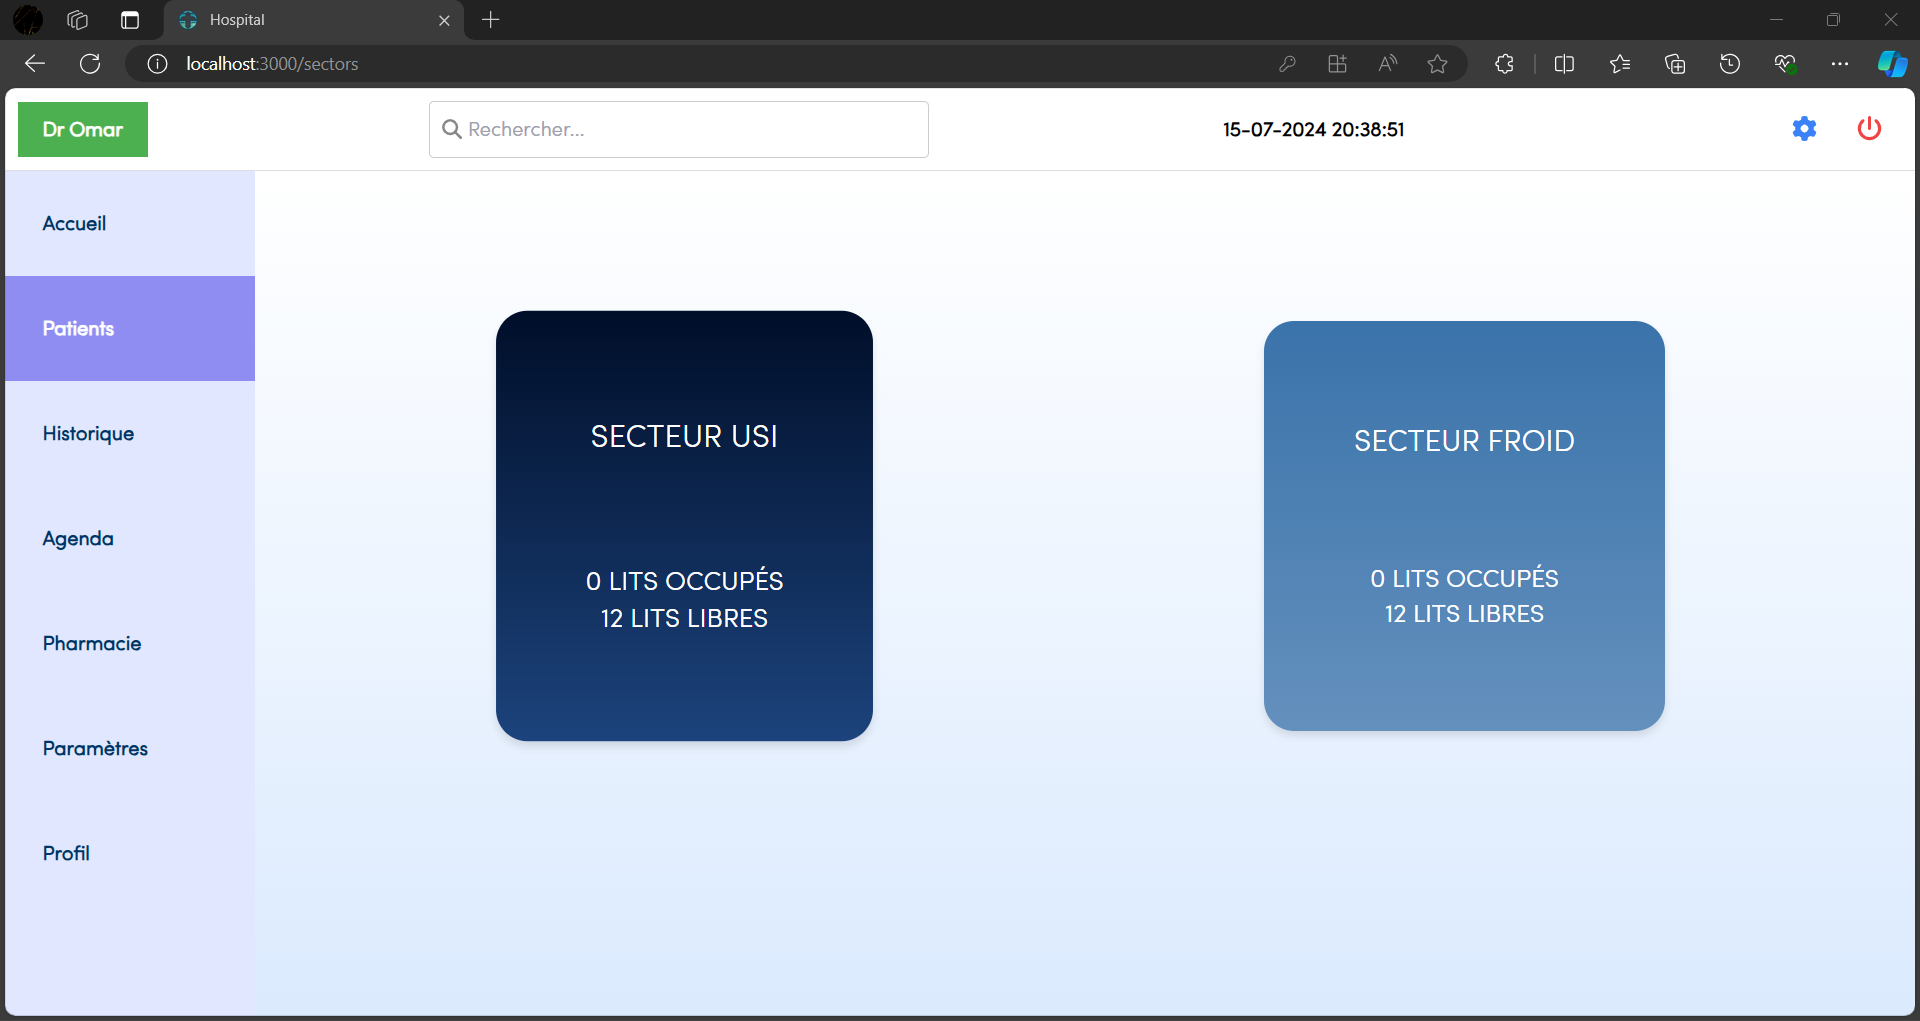 Hospital
localhost:3000/sectors
Dr Omar
Rechercher...
15-07-2024 20:38:51
Accueil
Patients
Historique
Agenda
Pharmacie
Paramètres
Profil
SECTEUR USI
0 LITS OCCUPÉS
12 LITS LIBRES
SECTEUR FROID
0 LITS OCCUPÉS
12 LITS LIBRES